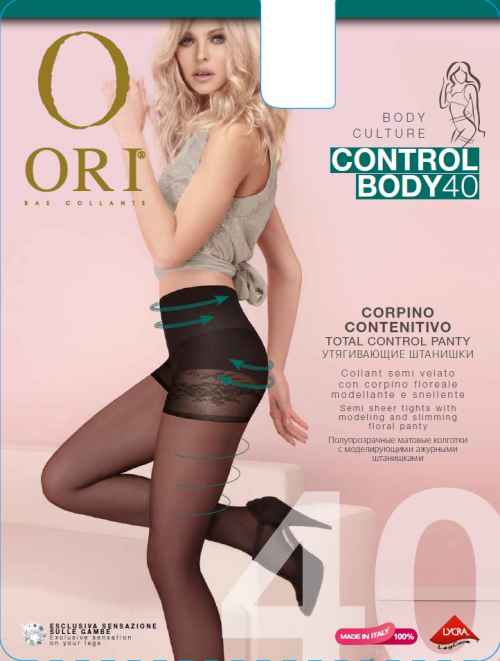 ORI®
BAS COLLANTS
BODY
CULTURE
CONTROL
BODY40
CORPINO
CONTENITIVO
TOTAL CONTROL PANTY
УТЯГИВАЮЩИЕ ШТАНИШКИ
Collant semi velato
con corpino floreale
modellante e snellente
Semi sheer tights with
modeling and slimming
floral panty
Полупрозрачные матовые колготки
с моделирующими ажурными
штанишками
40
ESCLUSIVA SENSAZIONE
SULLE GAMBE
Exclusive sensation
on your legs
MADE IN ITALY 100%
LYCRA